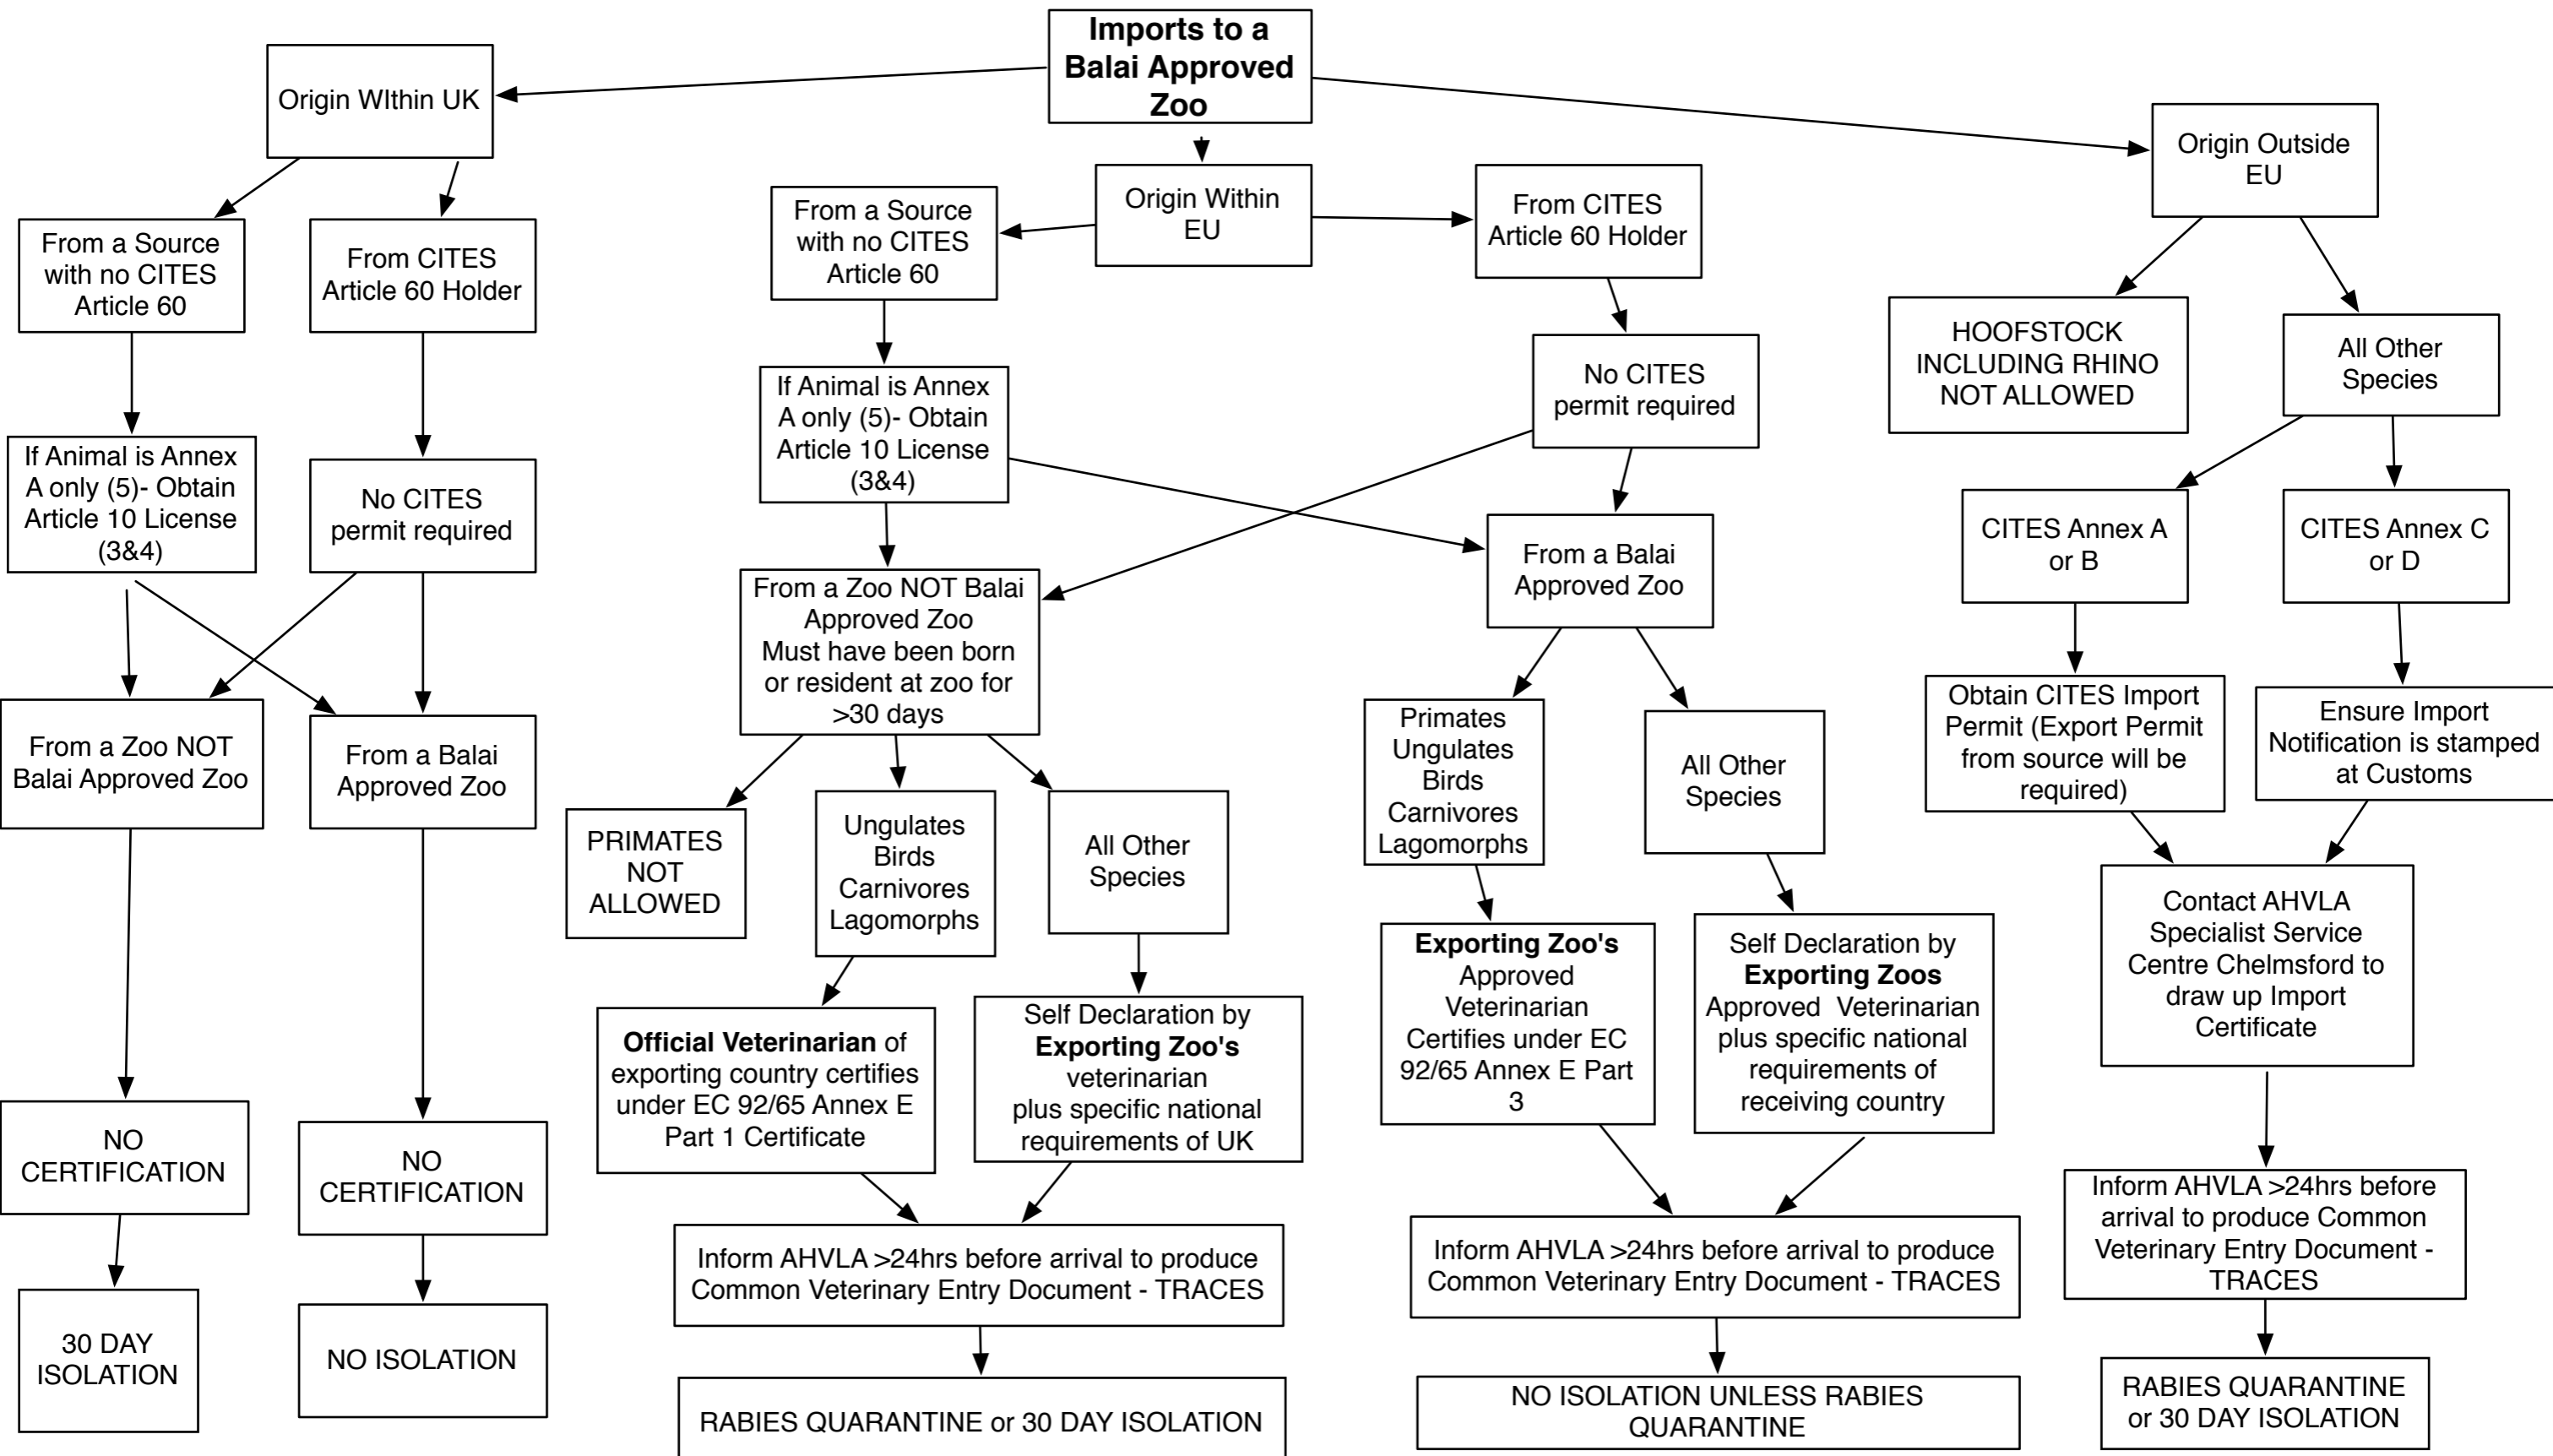 Imports to a
Balai Approved
Zoo
Origin WIthin UK
From a Source
with no CITES
Article 60
From CITES
Article 60 Holder
If Animal is Annex
A only (5)- Obtain
Article 10 License
(3&4)
No CITES
permit required
From a Zoo NOT
Balai Approved Zoo
From a Balai
Approved Zoo
NO
CERTIFICATION
NO
CERTIFICATION
30 DAY
ISOLATION
NO ISOLATION
Origin Within
EU
From a Source
with no CITES
Article 60
From CITES
Article 60 Holder
If Animal is Annex
A only (5)- Obtain
Article 10 License
(3&4)
No CITES
permit required
From a Zoo NOT Balai
Approved Zoo
Must have been born
or resident at zoo for
>30 days
From a Balai
Approved Zoo
PRIMATES
NOT
ALLOWED
Ungulates
Birds
Carnivores
Lagomorphs
All Other
Species
Official Veterinarian of
exporting country certifies
under EC 92/65 Annex E
Part 1 Certificate
Self Declaration by
Exporting Zoo's
veterinarian
plus specific national
requirements of UK
Inform AHVLA >24hrs before arrival to produce
Common Veterinary Entry Document - TRACES
RABIES QUARANTINE or 30 DAY ISOLATION
Primates
Ungulates
Birds
Carnivores
Lagomorphs
All Other
Species
Exporting Zoo's
Approved
Veterinarian
Certifies under EC
92/65 Annex E Part
3
Self Declaration by
Exporting Zoos
Approved Veterinarian
plus specific national
requirements of
receiving country
Inform AHVLA >24hrs before arrival to produce
Common Veterinary Entry Document - TRACES
NO ISOLATION UNLESS RABIES
QUARANTINE
Origin Outside
EU
HOOFSTOCK
INCLUDING RHINO
NOT ALLOWED
All Other
Species
CITES Annex A
or B
CITES Annex C
or D
Obtain CITES Import
Permit (Export Permit
from source will be
required)
Ensure Import
Notification is stamped
at Customs
Contact AHVLA
Specialist Service
Centre Chelmsford to
draw up Import
Certificate
Inform AHVLA >24hrs before
arrival to produce Common
Veterinary Entry Document -
TRACES
RABIES QUARANTINE
or 30 DAY ISOLATION